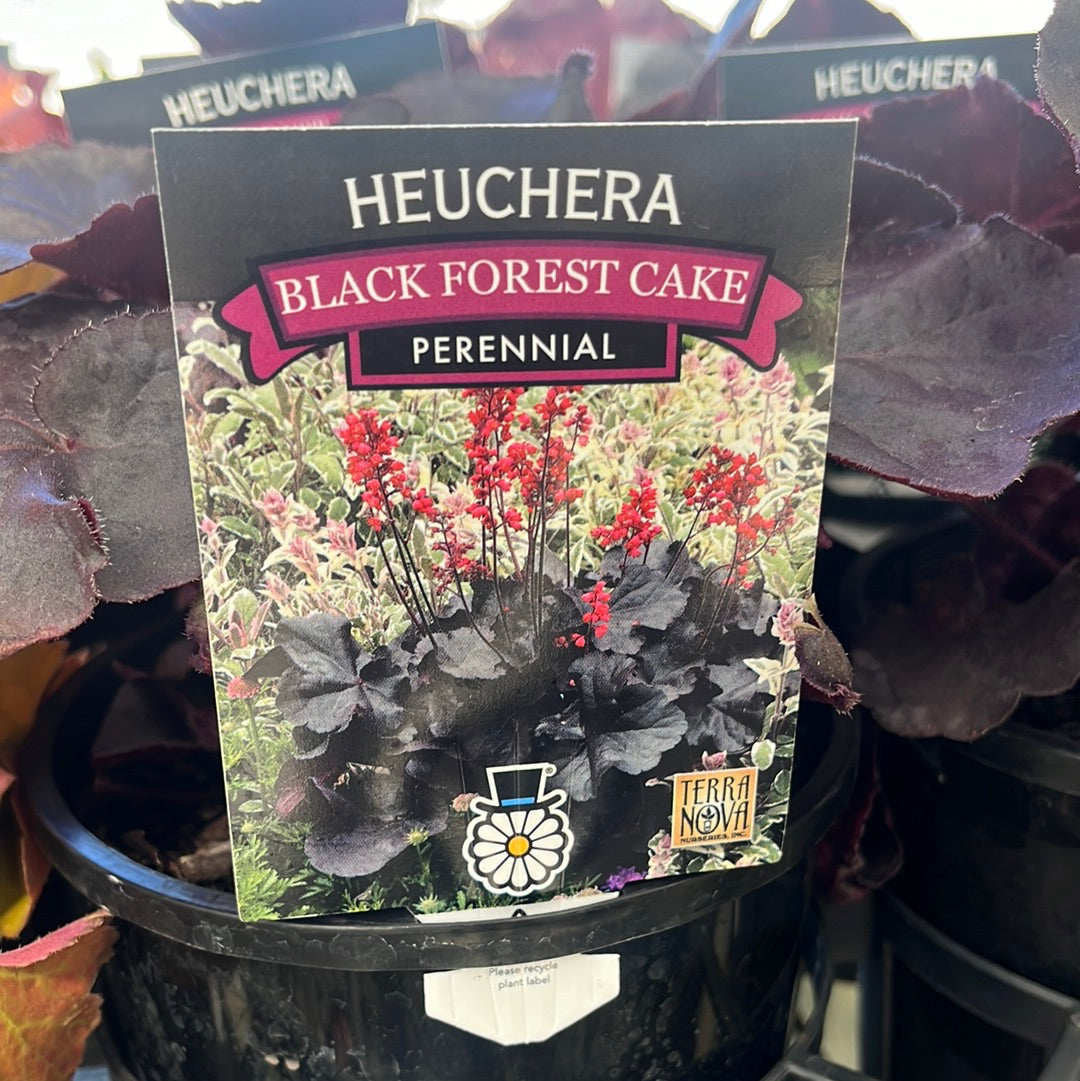 HEUCHERA
HEUCHERA
HEUCHERA
BLACK FOREST CAKE
PERENNIAL
TERRA
NOVA
NURSERIES, INC.
®
Please recycle
plant label